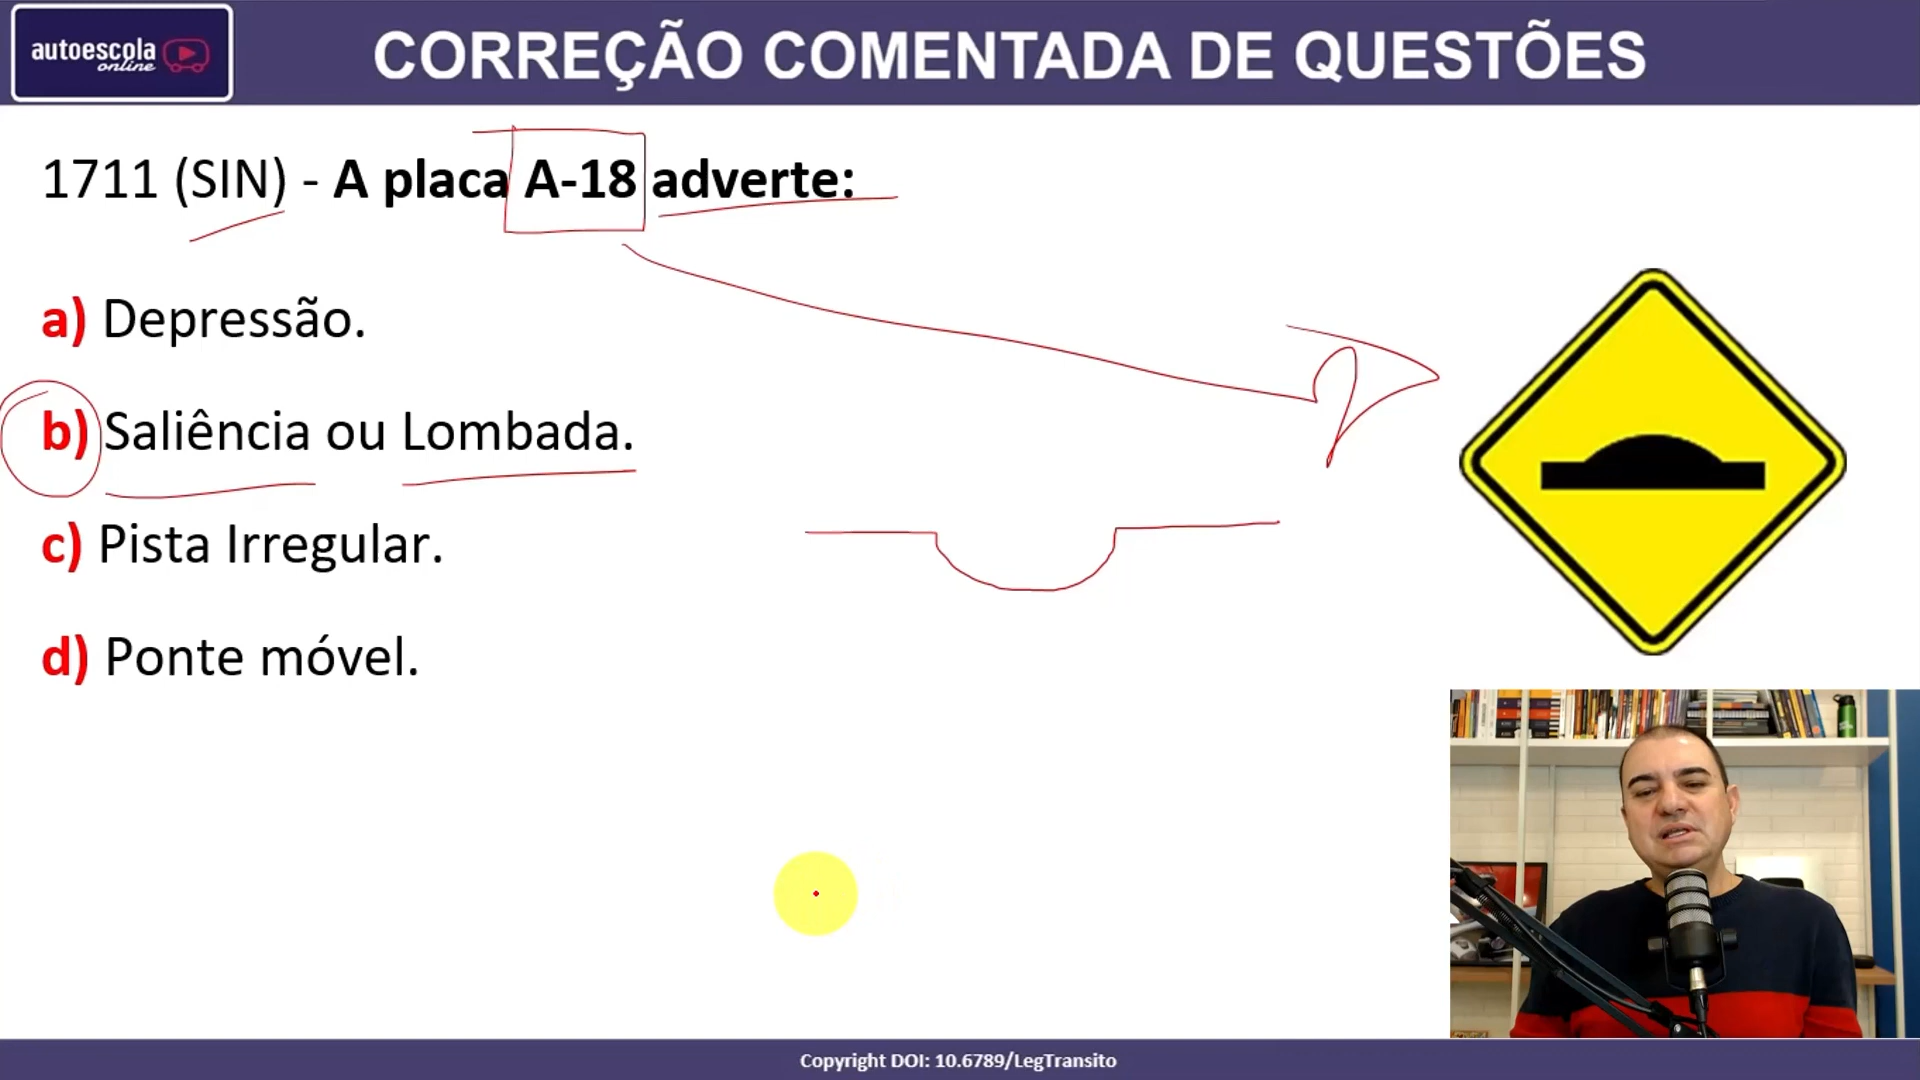 autoescola
online
CORREÇÃO COMENTADA DE QUESTÕES
1711 (SIN) - A placa A-18 adverte:
a) Depressão.
b) Saliência ou Lombada.
c) Pista Irregular.
d) Ponte móvel.
Copyright DOI: 10.6789/LegTransito